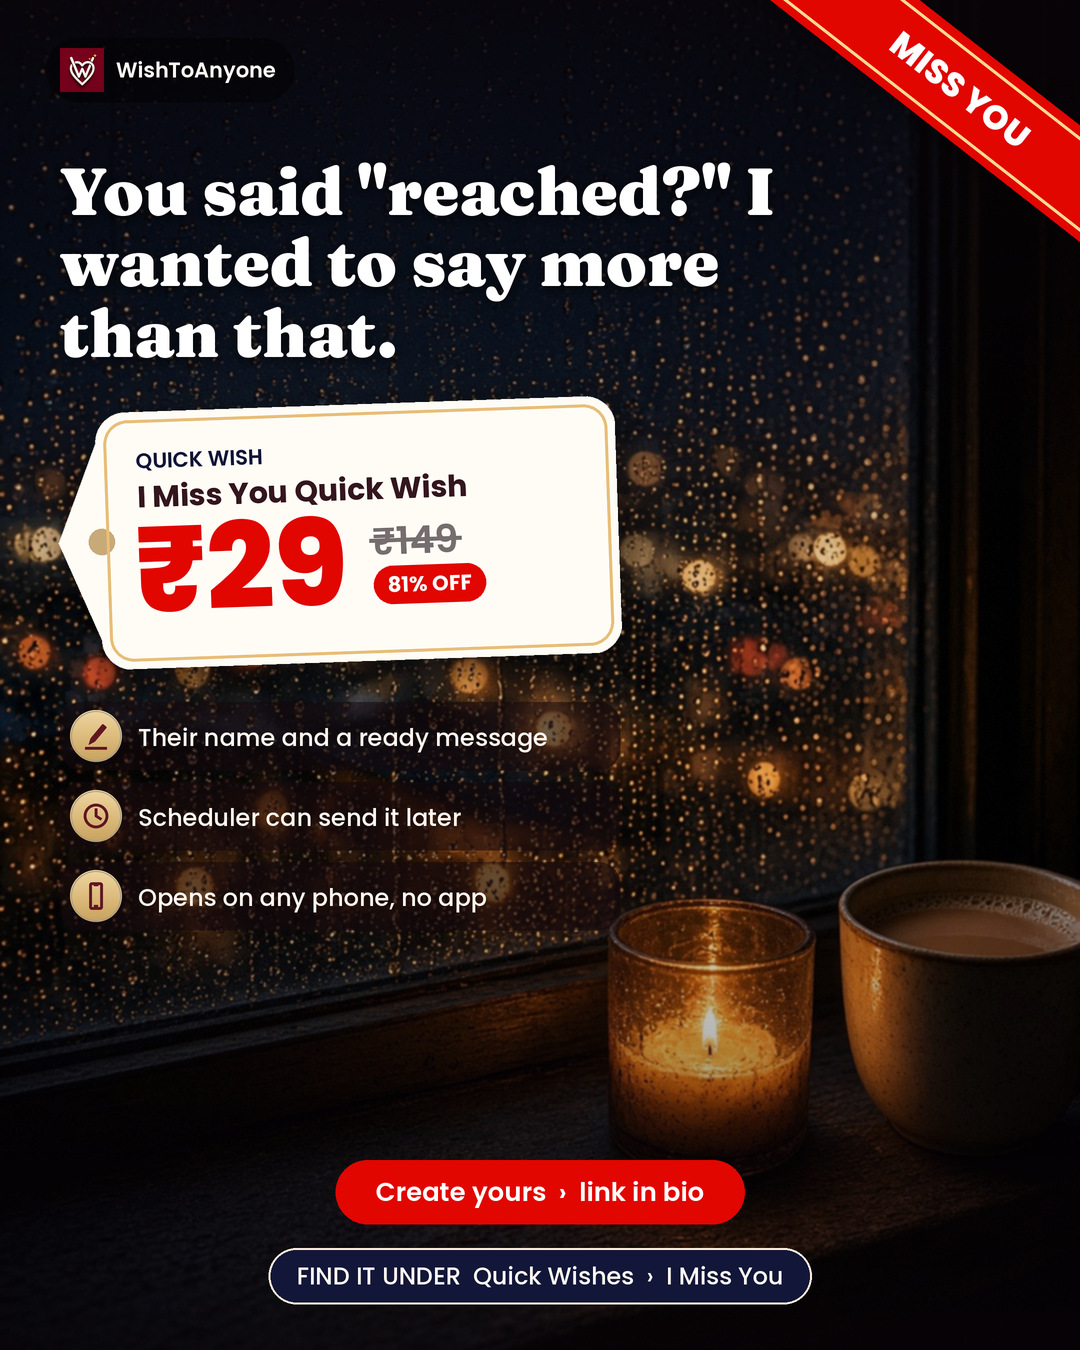 WishToAnyone
MISS YOU
You said "reached?" I
wanted to say more
than that.
QUICK WISH
I Miss You Quick Wish
₹29
₹149
81% OFF
Their name and a ready message
Scheduler can send it later
Opens on any phone, no app
Create yours › link in bio
FIND IT UNDER Quick Wishes › I Miss You